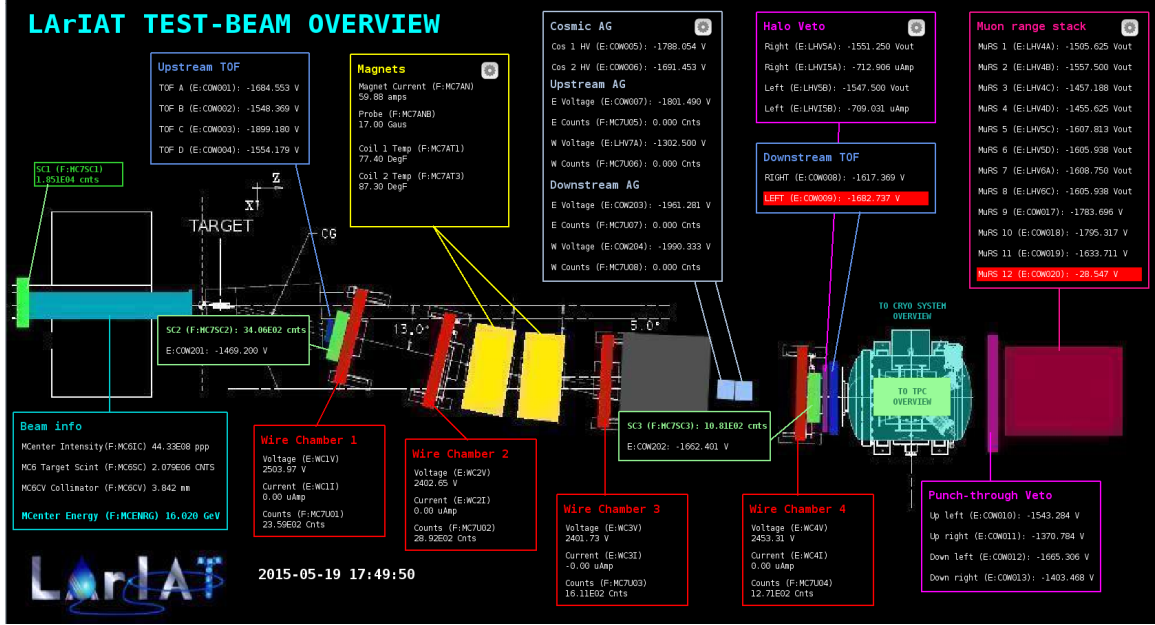 LArIAT TEST-BEAM OVERVIEW
Upstream TOF
TOF A (E:COW001): -1684.553 V
TOF B (E:COW002): -1548.369 V
TOF C (E:COW003): -1899.180 V
TOF D (E:COW004): -1554.179 V
Magnets
Magnet Current (F:MC7AN)
59.88 amps
Probe (F:MC7ANB)
17.00 Gaus
Coil 1 Temp (F:MC7AT1)
77.40 DegF
Coil 2 Temp (F:MC7AT3)
87.30 DegF
Cosmic AG
Cos 1 HV (E:COW005): -1788.054 V
Cos 2 HV (E:COW006): -1691.453 V
Upstream AG
E Voltage (E:COW007): -1801.490 V
E Counts (F:MC7U05): 0.000 Cnts
W Voltage (E:LHV7A): -1302.500 V
W Counts (F:MC7U06): 0.000 Cnts
Downstream AG
E Voltage (E:COW203): -1961.281 V
E Counts (F:MC7U07): 0.000 Cnts
W Voltage (E:COW204): -1990.333 V
W Counts (F:MC7U08): 0.000 Cnts
Halo Veto
Right (E:LHV5A): -1551.250 Vout
Right (E:LHVI5A): -712.906 uAmp
Left (E:LHV5B): -1547.500 Vout
Left (E:LHVI5B): -709.031 uAmp
Downstream TOF
RIGHT (E:COW008): -1617.369 V
LEFT (E:COW009): -1682.737 V
Muon range stack
MuRS 1 (E:LHV4A): -1505.625 Vout
MuRS 2 (E:LHV4B): -1557.500 Vout
MuRS 3 (E:LHV4C): -1457.188 Vout
MuRS 4 (E:LHV4D): -1455.625 Vout
MuRS 5 (E:LHV5C): -1607.813 Vout
MuRS 6 (E:LHV5D): -1605.938 Vout
MuRS 7 (E:LHV6A): -1608.750 Vout
MuRS 8 (E:LHV6C): -1605.938 Vout
MuRS 9 (E:COW017): -1783.696 V
MuRS 10 (E:COW018): -1795.317 V
MuRS 11 (E:COW019): -1633.711 V
MuRS 12 (E:COW020): -28.547 V
SC1 (F:MC7SC1)
1.851E04 cnts
Z
X
TARGET
CG
13.0°
5.0°
SC2 (F:MC7SC2): 34.06E02 cnts
E:COW201: -1469.200 V
TO CRYO SYSTEM
OVERVIEW
TO TPC
OVERVIEW
SC3 (F:MC7SC3): 10.81E02 cnts
E:COW202: -1662.401 V
Beam info
MCenter Intensity(F:MC6IC) 44.33E08 ppp
MC6 Target Scint (F:MC6SC) 2.079E06 CNTS
MC6CV Collimator (F:MC6CV) 3.842 mm
MCenter Energy (F:MCENRG) 16.020 GeV
Wire Chamber 1
Voltage (E:WC1V)
2503.97 V
Current (E:WC1I)
0.00 uAmp
Counts (F:MC7U01)
23.59E02 Cnts
Wire Chamber 2
Voltage (E:WC2V)
2402.65 V
Current (E:WC2I)
0.00 uAmp
Counts (F:MC7U02)
28.92E02 Cnts
Wire Chamber 3
Voltage (E:WC3V)
2401.73 V
Current (E:WC3I)
-0.00 uAmp
Counts (F:MC7U03)
16.11E02 Cnts
Wire Chamber 4
Voltage (E:WC4V)
2453.31 V
Current (E:WC4I)
0.00 uAmp
Counts (F:MC7U04)
12.71E02 Cnts
Punch-through Veto
Up left (E:COW010): -1543.284 V
Up right (E:COW011): -1370.784 V
Down left (E:COW012): -1665.306 V
Down right (E:COW013): -1403.468 V
LArIAT
2015-05-19 17:49:50